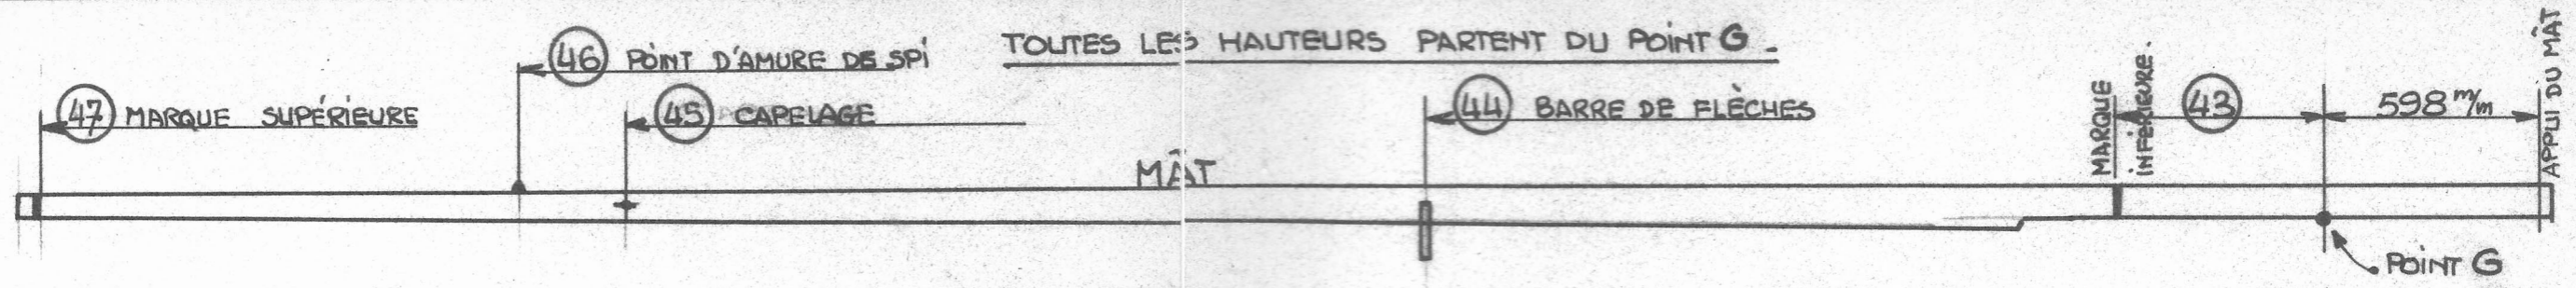 46 POINT D'AMURE DE SPI
TOUTES LES HAUTEURS PARTENT DU POINT G.
47 MARQUE SUPÉRIEURE
45 CAPELAGE
44 BARRE DE FLÈCHES
MARQUE
INFÉRIEURE.
43
598 m/m
APPUI DU MÂT
MÂT
POINT G